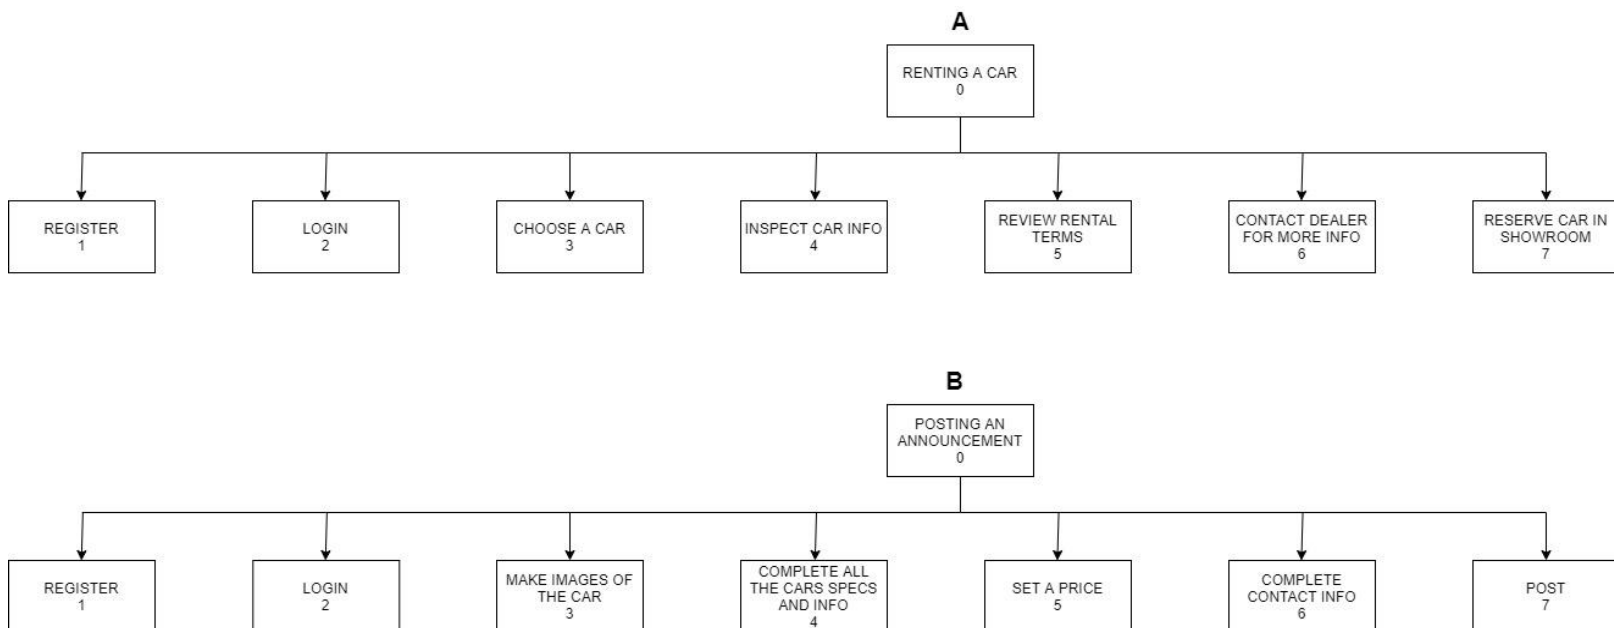 A
RENTING A CAR
0
REGISTER
1
LOGIN
2
CHOOSE A CAR
3
INSPECT CAR INFO
4
REVIEW RENTAL
TERMS
5
CONTACT DEALER
FOR MORE INFO
6
RESERVE CAR IN
SHOWROOM
7
B
POSTING AN
ANNOUNCEMENT
0
REGISTER
1
LOGIN
2
MAKE IMAGES OF
THE CAR
3
COMPLETE ALL
THE CARS SPECS
AND INFO
4
SET A PRICE
5
COMPLETE
CONTACT INFO
6
POST
7